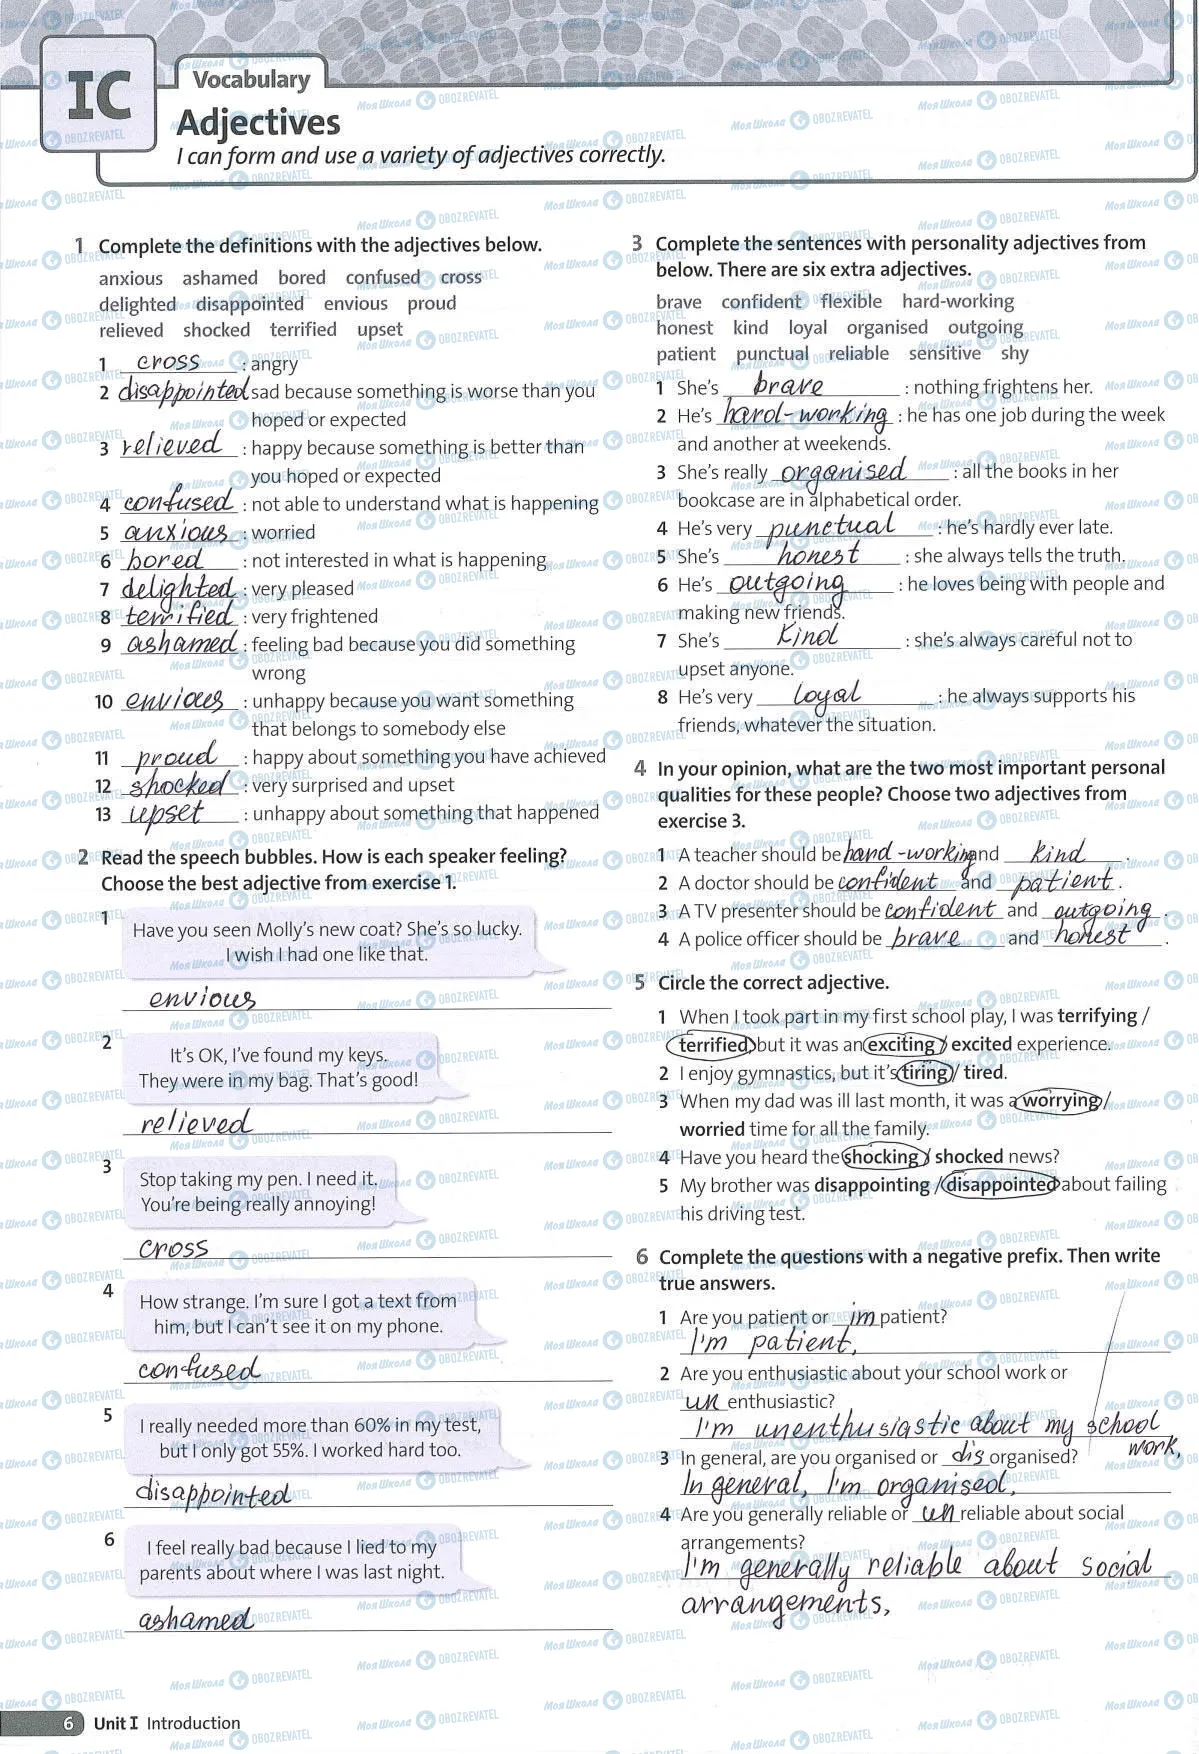 IC
Vocabulary
Adjectives
I can form and use a variety of adjectives correctly.
1 Complete the definitions with the adjectives below.
anxious ashamed bored confused cross
delighted disappointed envious proud
relieved shocked terrified upset
1 cross : angry
2 disappointed sad because something is worse than you
hoped or expected
3 relieved : happy because something is better than
you hoped or expected
4 confused : not able to understand what is happening
5 anxious : worried
6 bored : not interested in what is happening
7 delighted : very pleased
8 terrified : very frightened
9 ashamed : feeling bad because you did something
wrong
10 envious : unhappy because you want something
that belongs to somebody else
11 proud : happy about something you have achieved
12 shocked : very surprised and upset
13 upset : unhappy about something that happened
2 Read the speech bubbles. How is each speaker feeling?
Choose the best adjective from exercise 1.
1 Have you seen Molly's new coat? She's so lucky.
I wish I had one like that.
envious
2 It's OK, I've found my keys.
They were in my bag. That's good!
relieved
3 Stop taking my pen. I need it.
You're being really annoying!
cross
4 How strange. I'm sure I got a text from
him, but I can't see it on my phone.
confused
5 I really needed more than 60% in my test,
but I only got 55%. I worked hard too.
disappointed
6 I feel really bad because I lied to my
parents about where I was last night.
ashamed
3 Complete the sentences with personality adjectives from
below. There are six extra adjectives.
brave confident flexible hard-working
honest kind loyal organised outgoing
patient punctual reliable sensitive shy
1 She's brave : nothing frightens her.
2 He's hard-working : he has one job during the week
and another at weekends.
3 She's really organised : all the books in her
bookcase are in alphabetical order.
4 He's very punctual : he's hardly ever late.
5 She's honest : she always tells the truth.
6 He's outgoing : he loves being with people and
making new friends.
7 She's kind : she's always careful not to
upset anyone.
8 He's very loyal : he always supports his
friends, whatever the situation.
4 In your opinion, what are the two most important personal
qualities for these people? Choose two adjectives from
exercise 3.
1 A teacher should be hard-working and kind .
2 A doctor should be confident and patient .
3 A TV presenter should be confident and outgoing .
4 A police officer should be brave and honest .
5 Circle the correct adjective.
1 When I took part in my first school play, I was terrifying /
terrified, but it was an exciting / excited experience.
2 I enjoy gymnastics, but it's tiring / tired.
3 When my dad was ill last month, it was a worrying /
worried time for all the family.
4 Have you heard the shocking / shocked news?
5 My brother was disappointing / disappointed about failing
his driving test.
6 Complete the questions with a negative prefix. Then write
true answers.
1 Are you patient or im patient?
I'm patient.
2 Are you enthusiastic about your school work or
un enthusiastic?
I'm unenthusiastic about my school
work.
3 In general, are you organised or dis organised?
In general, I'm organised.
4 Are you generally reliable or un reliable about social
arrangements?
I'm generally reliable about social
arrangements.
6 Unit I Introduction
Моя Школа OBOZREVATEL